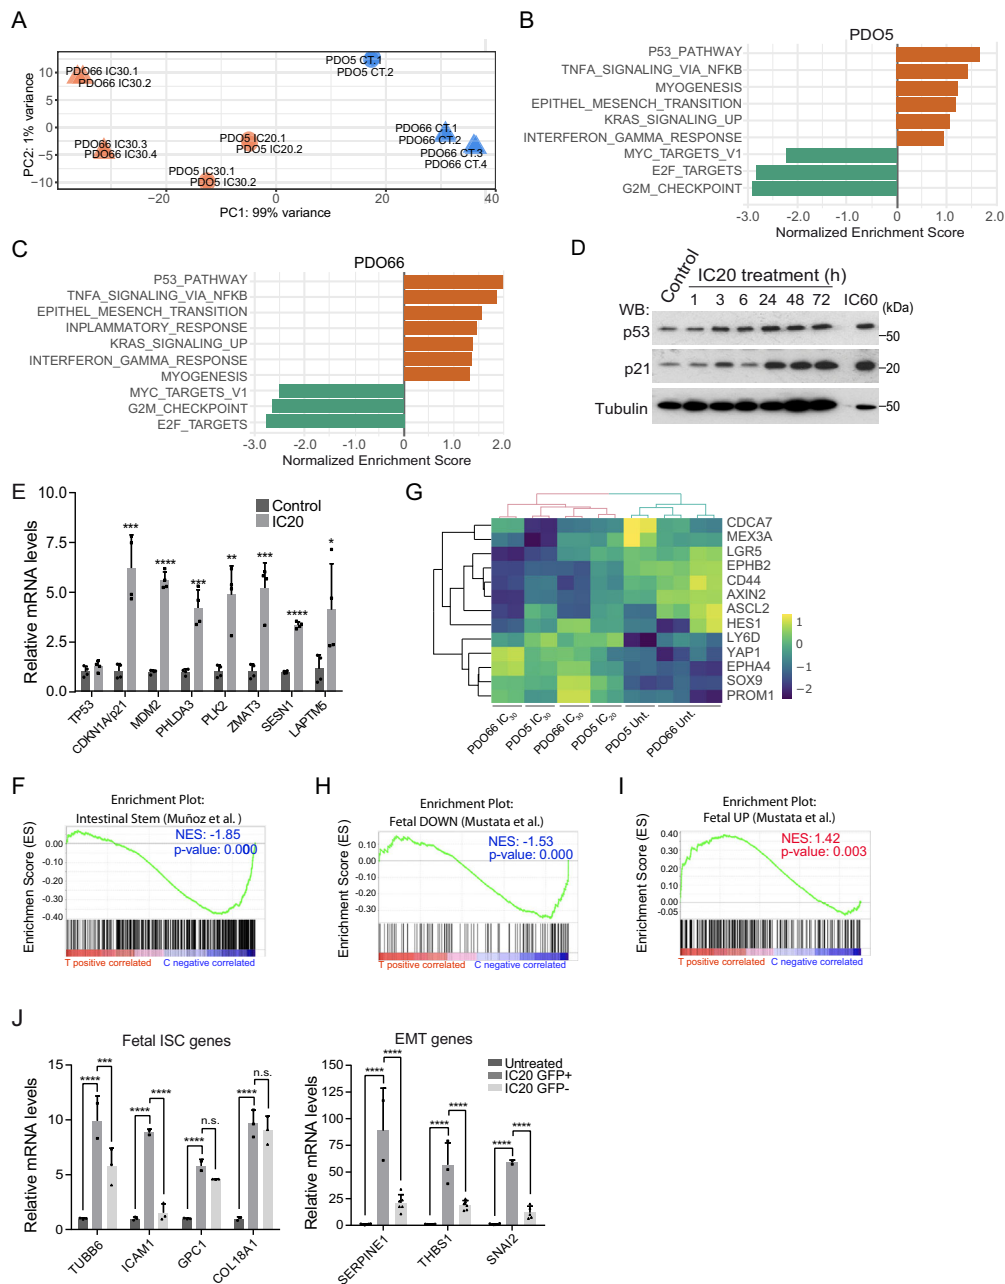 A
PDO66 IC30.1
PDO66 IC30.2
PDO5 CT.1
PDO5 CT.2
PDO66 IC30.3
PDO66 IC30.4
PDO5 IC20.1
PDO5 IC20.2
PDO66 CT.1
PDO66 CT.2
PDO66 CT.3
PDO66 CT.4
PDO5 IC30.1
PDO5 IC30.2
PC2: 1% variance
10
5
0
−5
−10
−20
0
20
40
PC1: 99% variance
B
PDO5
P53_PATHWAY
TNFA_SIGNALING_VIA_NFKB
MYOGENESIS
EPITHEL_MESENCH_TRANSITION
KRAS_SIGNALING_UP
INTERFERON_GAMMA_RESPONSE
MYC_TARGETS_V1
E2F_TARGETS
G2M_CHECKPOINT
-3.0 -2.0 -1.0 0 1.0 2.0
Normalized Enrichment Score
C
PDO66
P53_PATHWAY
TNFA_SIGNALING_VIA_NFKB
EPITHEL_MESENCH_TRANSITION
INPLAMMATORY_RESPONSE
KRAS_SIGNALING_UP
INTERFERON_GAMMA_RESPONSE
MYOGENESIS
MYC_TARGETS_V1
G2M_CHECKPOINT
E2F_TARGETS
-3.0 -2.0 -1.0 0 1.0 2.0
Normalized Enrichment Score
D
Control
IC20 treatment (h)
WB:
1 3 6 24 48 72 IC60
(kDa)
p53
−50
p21
−20
Tubulin
−50
E
Relative mRNA levels
10.0
7.5
5.0
2.5
0.0
Control
IC20
***
****
***
**
***
****
*
TP53
CDKN1A/p21
MDM2
PHLDA3
PLK2
ZMAT3
SESN1
LAPTM5
G
CDCA7
MEX3A
LGR5
EPHB2
CD44
AXIN2
ASCL2
HES1
LY6D
YAP1
EPHA4
SOX9
PROM1
1
0
−1
−2
PDO66 IC30
PDO5 IC30
PDO66 IC30
PDO5 IC20
PDO5 Unt.
PDO66 Unt.
F
Enrichment Plot:
Intestinal Stem (Muñoz et al. )
NES: -1.85
p-value: 0.000
Enrichmen Score (ES)
0.00
-0.10
-0.20
-0.30
-0.40
T positive correlated
C negative correlated
H
Enrichment Plot:
Fetal DOWN (Mustata et al.)
NES: -1.53
p-value: 0.000
Enrichment Score (ES)
0.10
0.00
-0.10
-0.20
-0.30
T positive correlated
C negative correlated
I
Enrichment Plot:
Fetal UP (Mustata et al.)
NES: 1.42
p-value: 0.003
Enrichment Score (ES)
0.40
0.30
0.20
0.10
0.00
-0.05
T positive correlated
C negative correlated
J
Fetal ISC genes
Relative mRNA levels
15
10
5
0
****
***
****
****
****
n.s.
****
n.s.
TUBB6
ICAM1
GPC1
COL18A1
EMT genes
Relative mRNA levels
150
125
100
75
50
25
0
****
****
****
****
****
****
Untreated
IC20 GFP+
IC20 GFP-
SERPINE1
THBS1
SNAI2